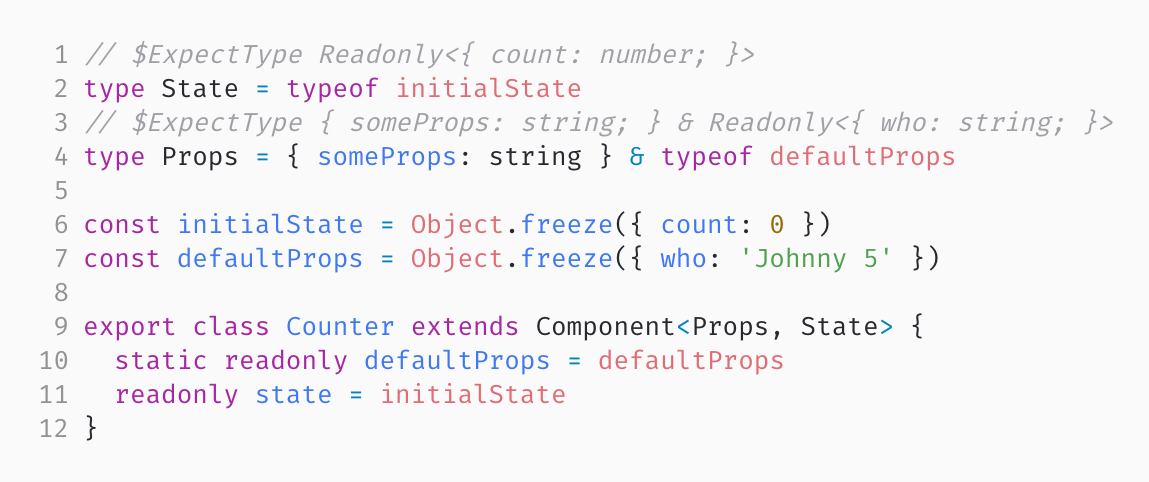 1 // $ExpectType Readonly<{ count: number; }>
2 type State = typeof initialState
3 // $ExpectType { someProps: string; } & Readonly<{ who: string; }>
4 type Props = { someProps: string } & typeof defaultProps
5
6 const initialState = Object.freeze({ count: 0 })
7 const defaultProps = Object.freeze({ who: 'Johnny 5' })
8
9 export class Counter extends Component<Props, State> {
10   static readonly defaultProps = defaultProps
11   readonly state = initialState
12 }